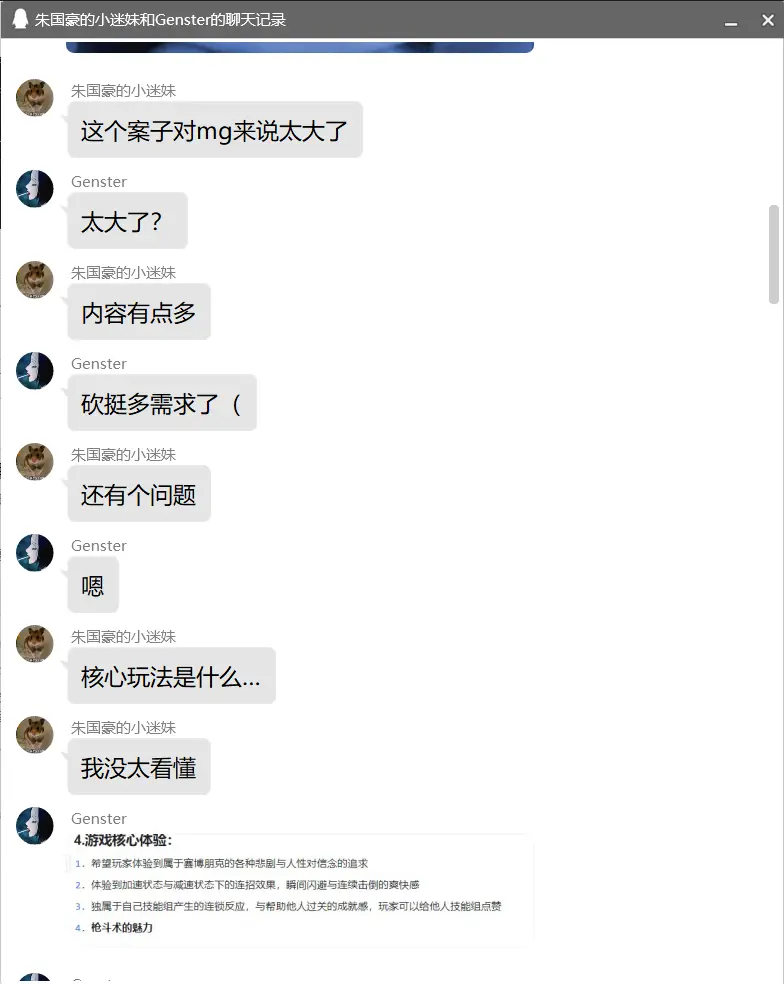 朱国豪的小迷妹和Genster的聊天记录
朱国豪的小迷妹
这个案子对mg来说太大了
Genster
太大了?
朱国豪的小迷妹
内容有点多
Genster
砍挺多需求了（
朱国豪的小迷妹
还有个问题
Genster
嗯
朱国豪的小迷妹
核心玩法是什么...
朱国豪的小迷妹
我没太看懂
Genster
4.游戏核心体验：
1. 希望玩家体验到属于赛博朋克的各种悲剧与人性对信念的追求
2. 体验到加速状态与减速状态下的连招效果，瞬间闪避与连续击倒的爽快感
3. 独属于自己技能组产生的连锁反应，与帮助他人过关的成就感，玩家可以给他人技能组点赞
4. 枪斗术的魅力